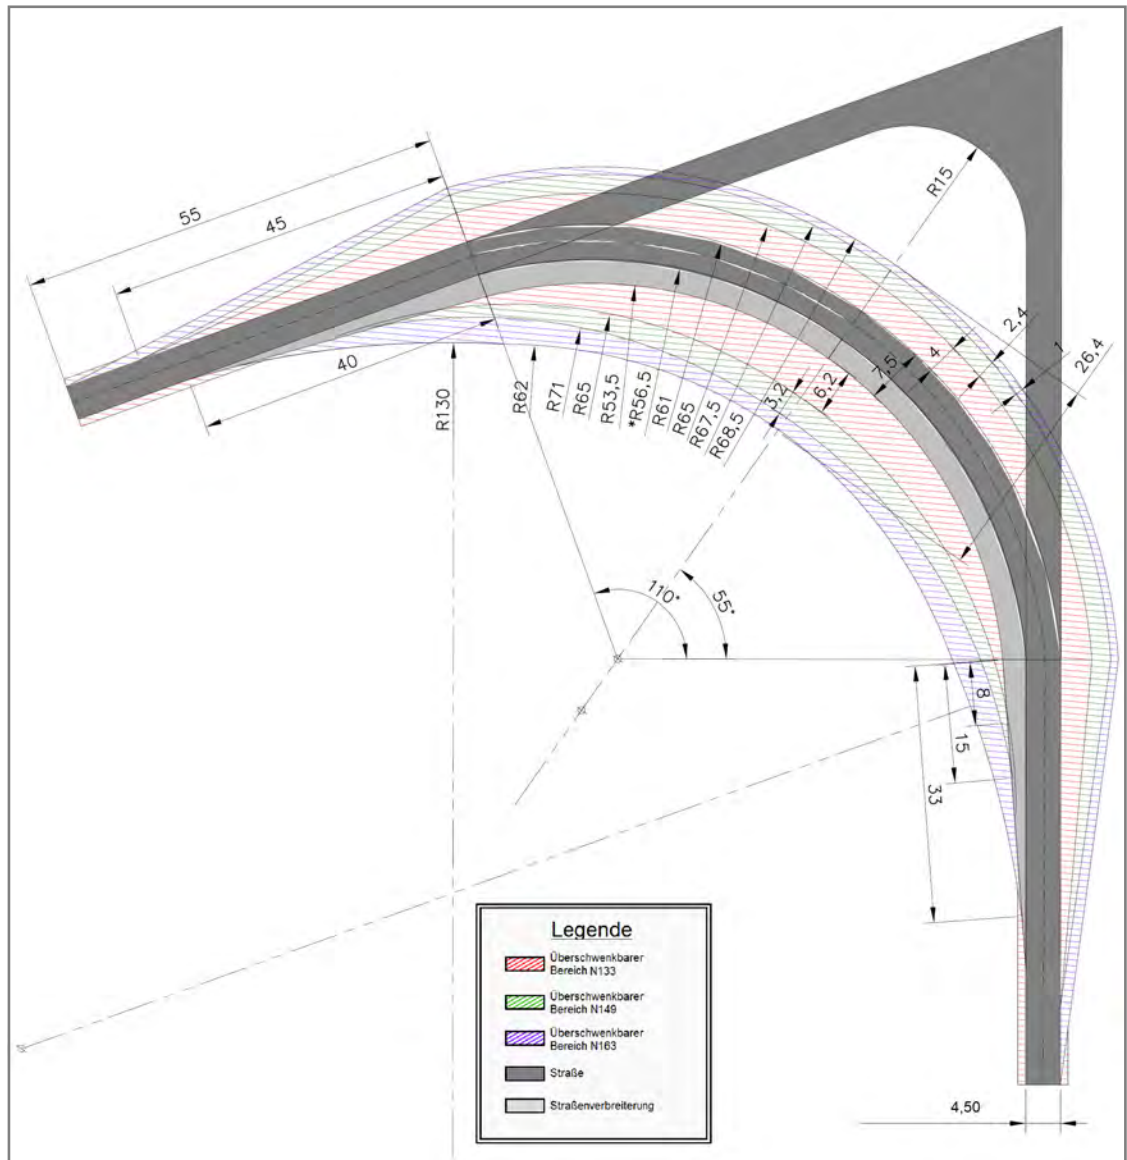 55
45
40
R15
2,4
1
26,4
4
7,5
6,2
3,2
R130
R62
R71
R65
R53,5
*R56,5
R61
R65
R67,5
R68,5
110°
55°
8
15
33
Legende
Überschwenkbarer
Bereich N133
Überschwenkbarer
Bereich N149
Überschwenkbarer
Bereich N163
Straße
Straßenverbreiterung
4,50